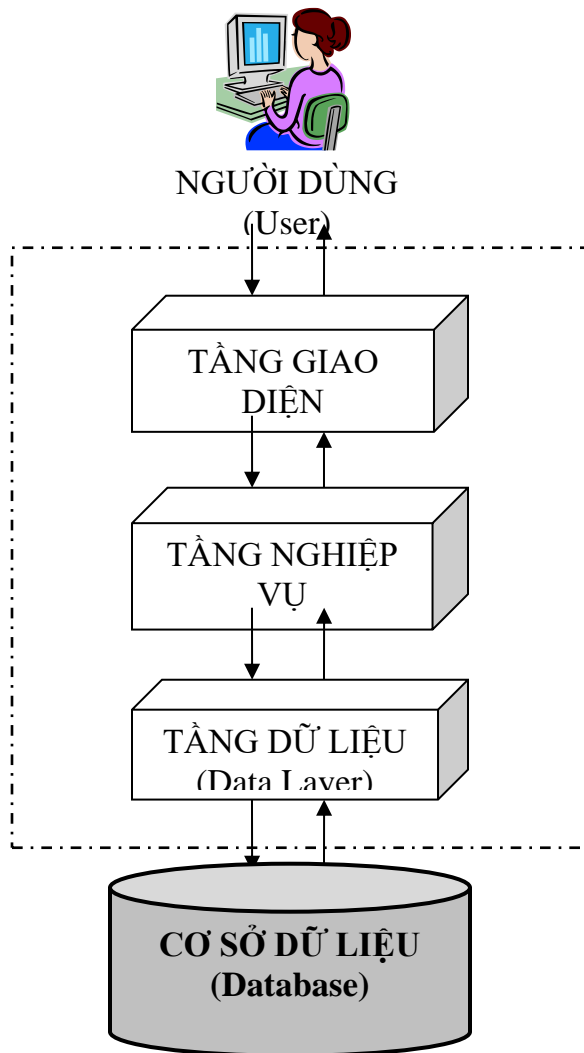 NGƯỜI DÙNG
(User)
TẦNG GIAO
DIỆN
TẦNG NGHIỆP
VỤ
TẦNG DỮ LIỆU
(Data Layer)
CƠ SỞ DỮ LIỆU
(Database)